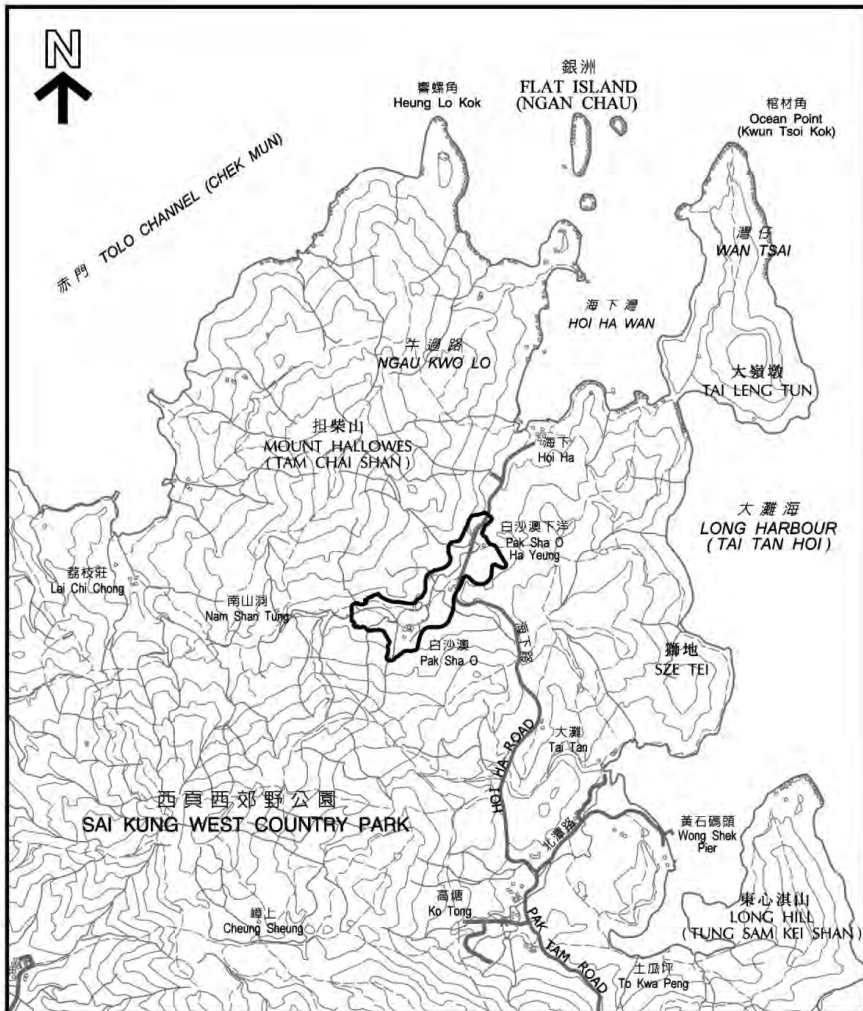 N
銀洲
FLAT ISLAND
(NGAN CHAU)
響螺角
Heung Lo Kok
棺材角
Ocean Point
(Kwun Tsoi Kok)
赤門 TOLO CHANNEL (CHEK MUN)
灣仔
WAN TSAI
海下灣
HOI HA WAN
牛過路
NGAU KWO LO
大嶺墩
TAI LENG TUN
担柴山
MOUNT HALLOWES
(TAM CHAI SHAN)
海下
Hoi Ha
大灘海
LONG HARBOUR
(TAI TAN HOI)
白沙澳下洋
Pak Sha O
Ha Yeung
荔枝莊
Lai Chi Chong
南山洞
Nam Shan Tung
白沙澳
Pak Sha O
海下路
HOI HA ROAD
獅地
SZE TEI
大灘
Tai Tan
西貢西郊野公園
SAI KUNG WEST COUNTRY PARK
北潭路
黃石碼頭
Wong Shek
Pier
高塘
Ko Tong
嶂上
Cheung Sheung
PAK TAM ROAD
東心淇山
LONG HILL
(TUNG SAM KEI SHAN)
土瓜坪
To Kwa Peng